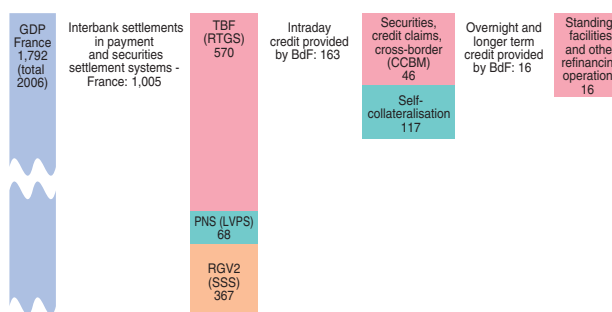 GDP
France
1,792
(total
2006)
Interbank settlements
in payment
and securities
settlement systems -
France: 1,005
TBF
(RTGS)
570
PNS (LVPS)
68
RGV2
(SSS)
367
Intraday
credit provided
by BdF: 163
Securities,
credit claims,
cross-border
(CCBM)
46
Self-
collateralisation
117
Overnight and
longer term
credit provided
by BdF: 16
Standing
facilities
and other
refinancin
operation
16